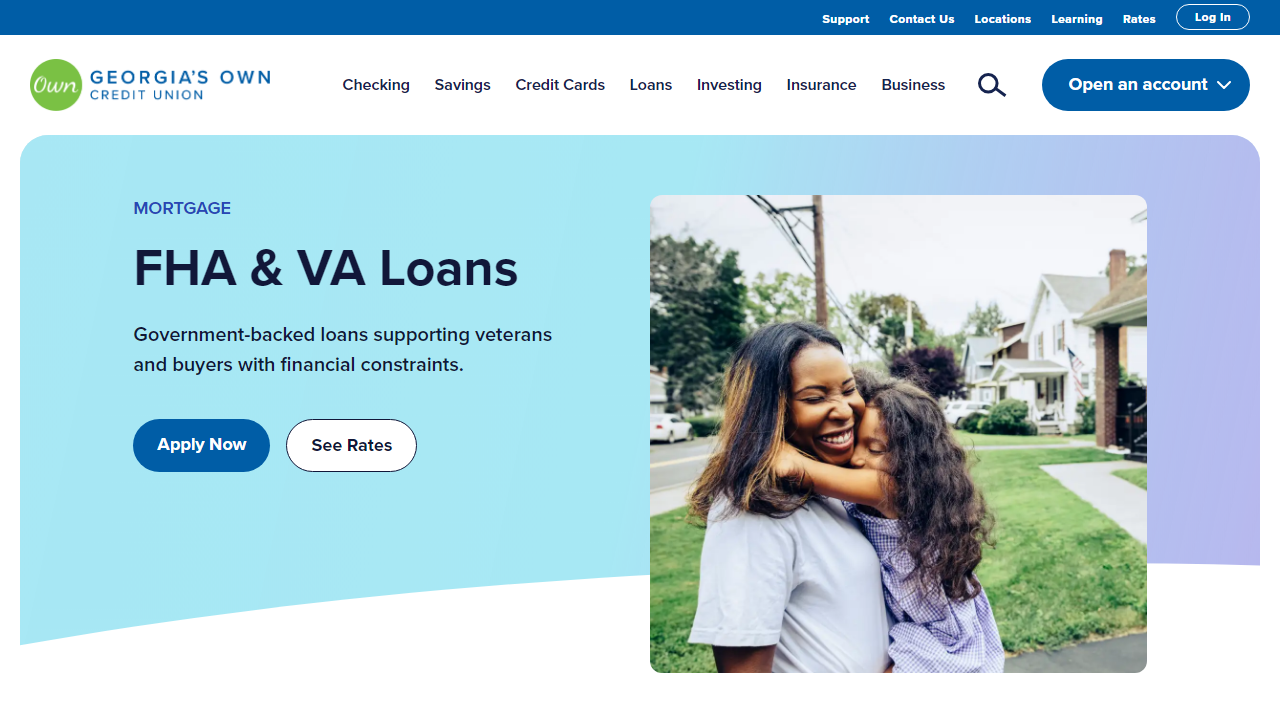 Support Contact Us Locations Learning Rates Log In
Own GEORGIA'S OWN
CREDIT UNION
Checking Savings Credit Cards Loans Investing Insurance Business Open an account
MORTGAGE
FHA & VA Loans
Government-backed loans supporting veterans
and buyers with financial constraints.
Apply Now See Rates